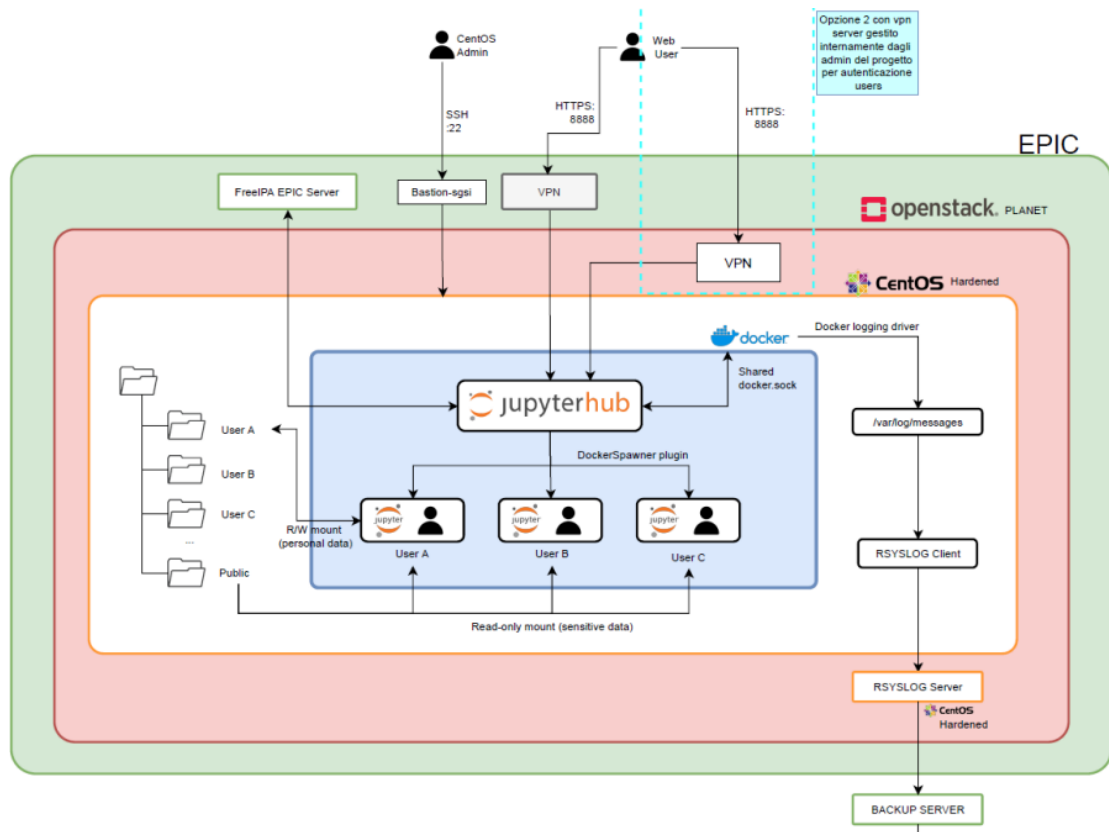 CentOS
Admin
Web
User
Opzione 2 con vpn
server gestito
internamente dagli
admin del progetto
per autenticazione
users
SSH
:22
HTTPS:
8888
HTTPS:
8888
EPIC
FreeIPA EPIC Server
Bastion-sgsi
VPN
openstack. PLANET
VPN
CentOS Hardened
docker
Docker logging driver
Shared
docker.sock
jupyterhub
/var/log/messages
User A
DockerSpawner plugin
User B
User C
...
jupyter
jupyter
jupyter
R/W mount
(personal data)
User A
User B
User C
RSYSLOG Client
Public
Read-only mount (sensitive data)
RSYSLOG Server
CentOS
Hardened
BACKUP SERVER